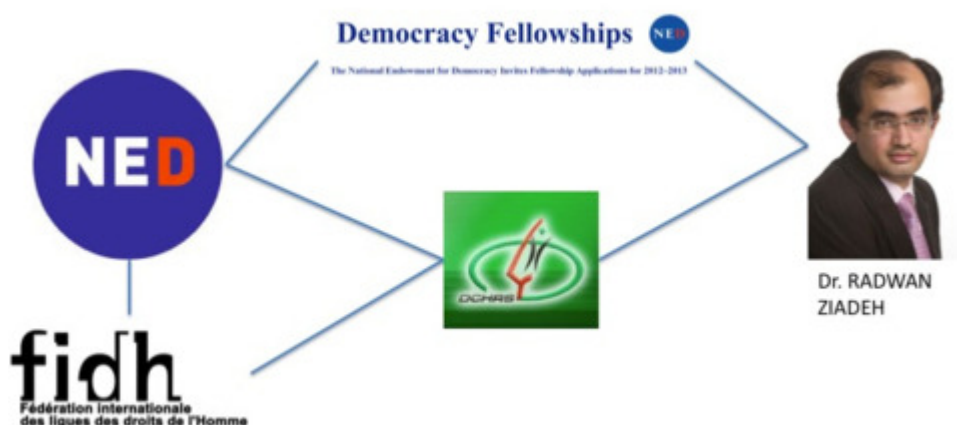 Democracy Fellowships NED
The National Endowment for Democracy Invites Fellowship Applications for 2012–2013
NED
DCHRS
Dr. RADWAN
ZIADEH
fidh
Fédération internationale
des ligues des droits de l'Homme